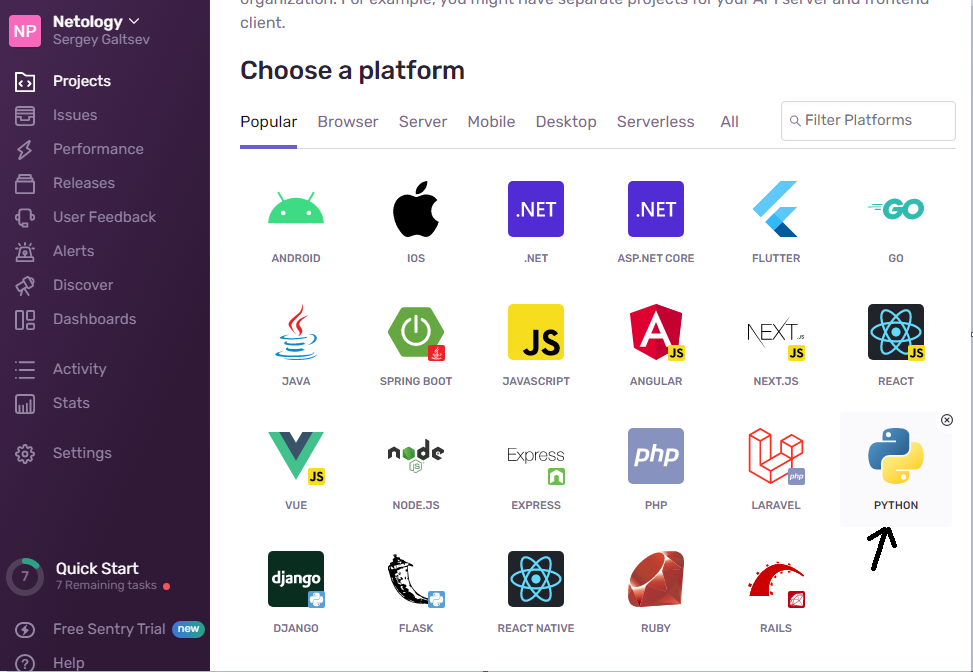 NP
Netology
Sergey Galtsev
Projects
Issues
Performance
Releases
User Feedback
Alerts
Discover
Dashboards
Activity
Stats
Settings
7
Quick Start
7 Remaining tasks
Free Sentry Trial new
Help
organization. For example, you might have separate projects for your API server and frontend
client.
Choose a platform
Popular Browser Server Mobile Desktop Serverless All
Filter Platforms
.NET .NET GO
ANDROID IOS .NET ASP.NET CORE FLUTTER GO
JS JS NEXT.JS JS JS
JAVA SPRING BOOT JAVASCRIPT ANGULAR NEXT.JS REACT
JS node JS Express php php
VUE NODE.JS EXPRESS PHP LARAVEL PYTHON
django
DJANGO FLASK REACT NATIVE RUBY RAILS